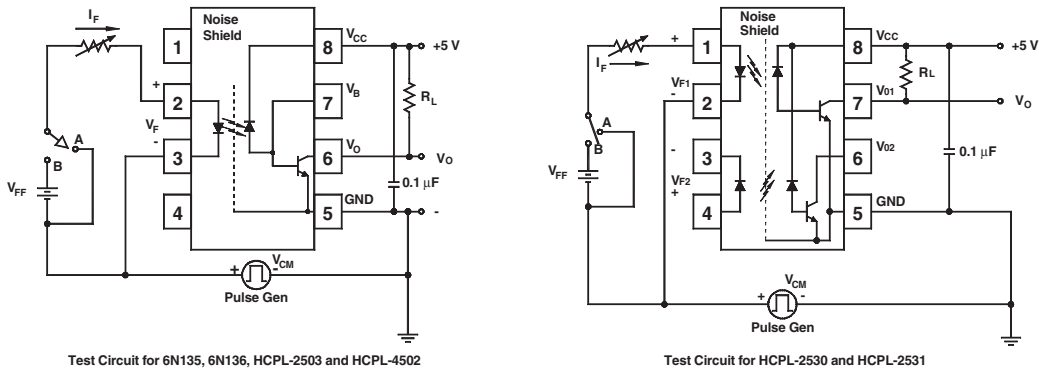 I_F
Noise
Shield
1
2
3
4
8
7
6
5
V_CC
V_B
V_O
GND
+5 V
R_L
V_O
0.1 µF
-
+
V_F
-
A
B
V_FF
+
V_CM
-
Pulse Gen
Test Circuit for 6N135, 6N136, HCPL-2503 and HCPL-4502
Noise
Shield
I_F
+
V_F1
-
-
V_F2
+
1
2
3
4
8
7
6
5
V_CC
V_01
V_02
GND
+5 V
R_L
V_O
0.1 µF
A
B
V_FF
+
V_CM
-
Pulse Gen
Test Circuit for HCPL-2530 and HCPL-2531